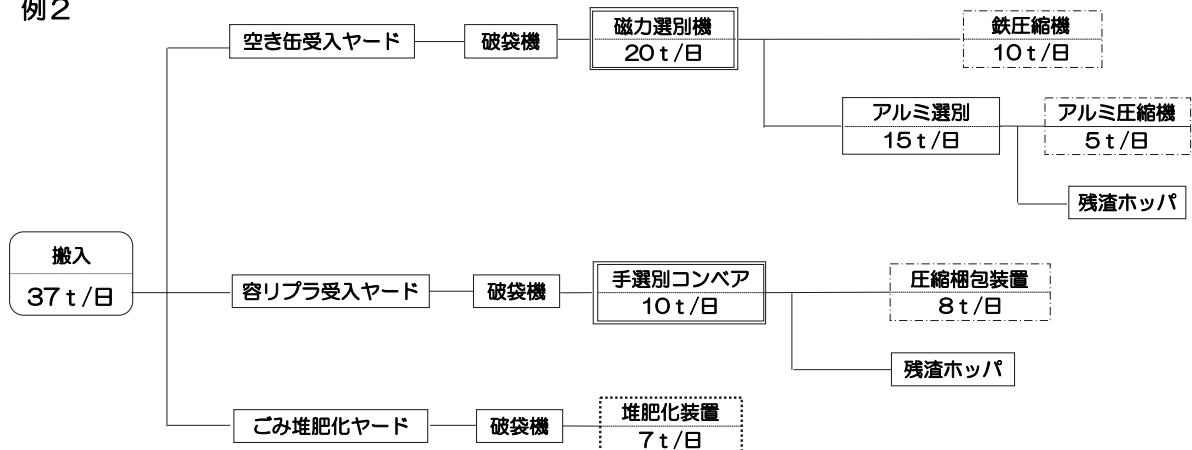 例2
空き缶受入ヤード
破袋機
磁力選別機
20t/日
鉄圧縮機
10t/日
アルミ選別
15t/日
アルミ圧縮機
5t/日
残渣ホッパ
搬入
37t/日
容リプラ受入ヤード
破袋機
手選別コンベア
10t/日
圧縮梱包装置
8t/日
残渣ホッパ
ごみ堆肥化ヤード
破袋機
堆肥化装置
7t/日